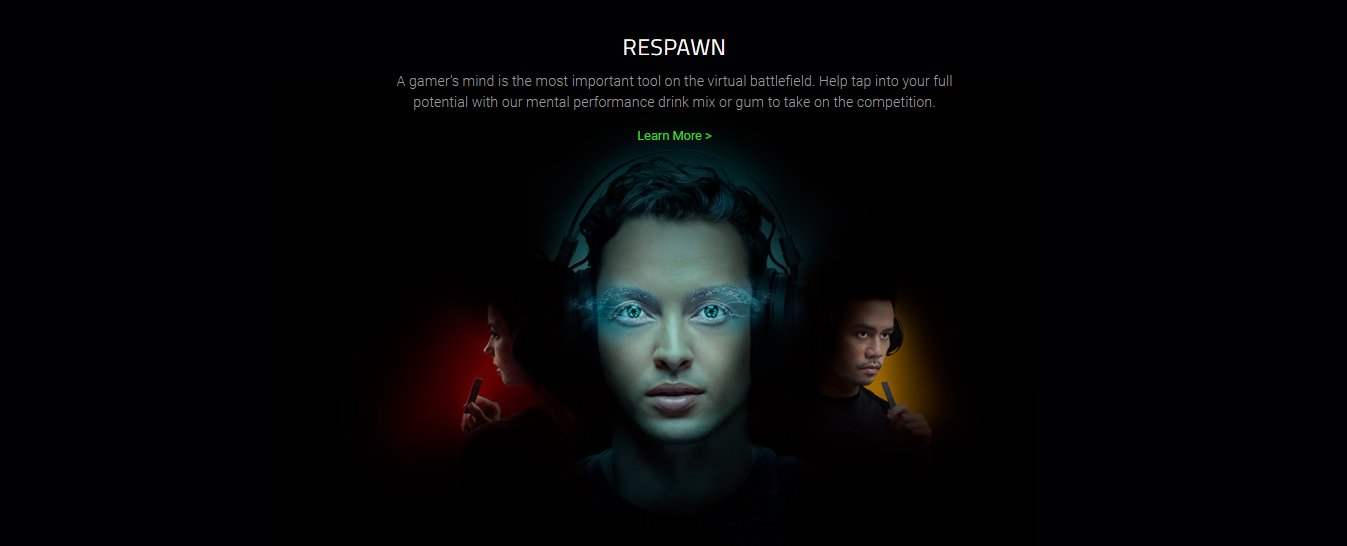 RESPAWN
A gamer's mind is the most important tool on the virtual battlefield. Help tap into your full
potential with our mental performance drink mix or gum to take on the competition.
Learn More >